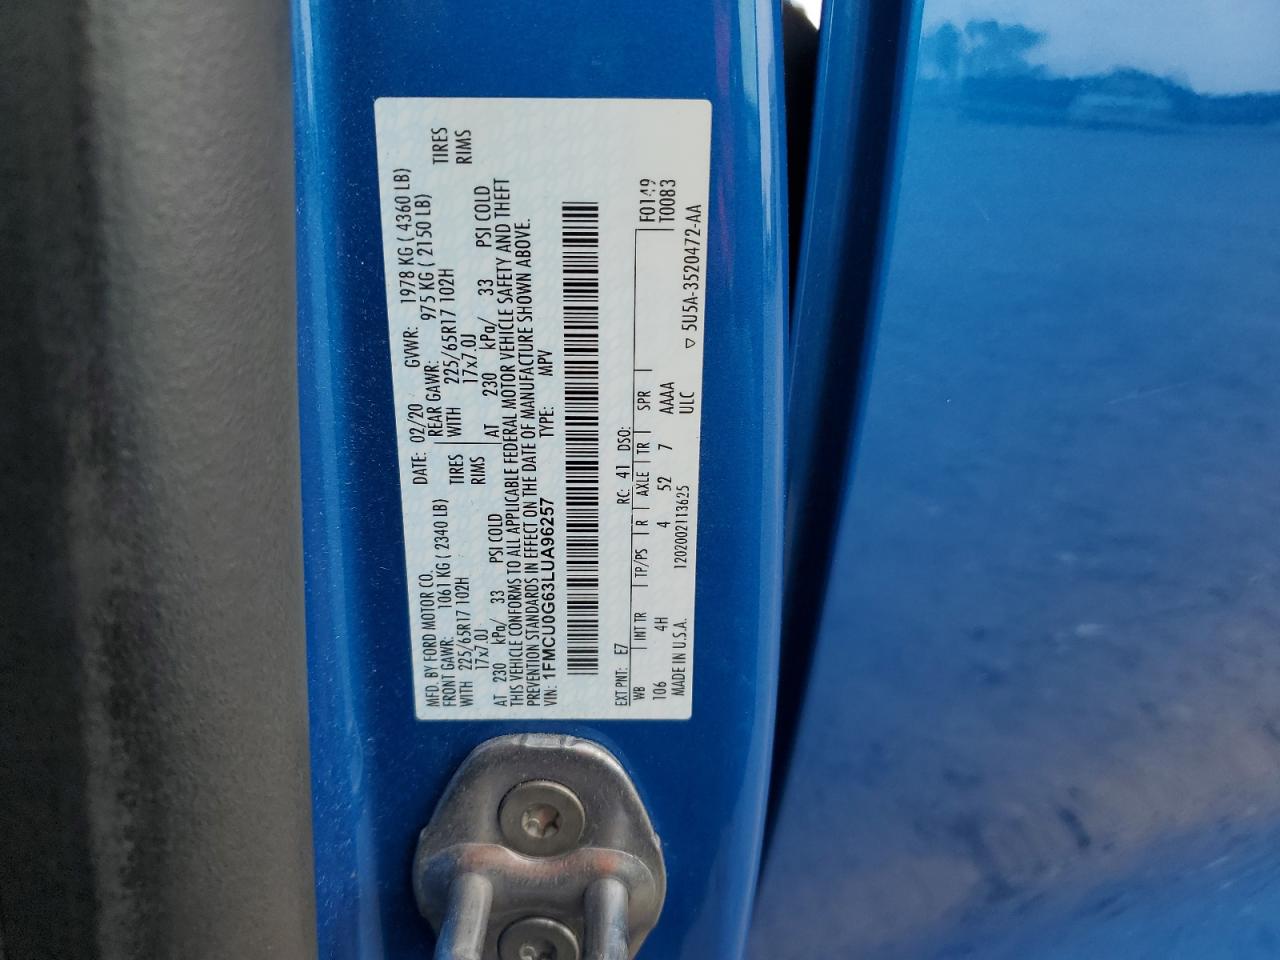 MFD. BY FORD MOTOR CO. DATE: 02/20 GVWR: 1978 KG ( 4360 LB)
FRONT GAWR: 1061 KG ( 2340 LB) REAR GAWR: 975 KG ( 2150 LB)
WITH 225/65R17 102H TIRES WITH 225/65R17 102H TIRES
17x7.0J RIMS 17x7.0J RIMS
AT 230 kPa/ 33 PSI COLD AT 230 kPa/ 33 PSI COLD
THIS VEHICLE CONFORMS TO ALL APPLICABLE FEDERAL MOTOR VEHICLE SAFETY AND THEFT
PREVENTION STANDARDS IN EFFECT ON THE DATE OF MANUFACTURE SHOWN ABOVE.
VIN: 1FMCU0G63LUA96257 TYPE: MPV
EXT PNT: E7 RC: 41 DSO: F0149
WB INT TR TP/PS R AXLE TR SPR T0083
106 4H 4 52 7 AAAA
MADE IN U.S.A. 1202002113625 ULC ▽ 5U5A-3520472-AA